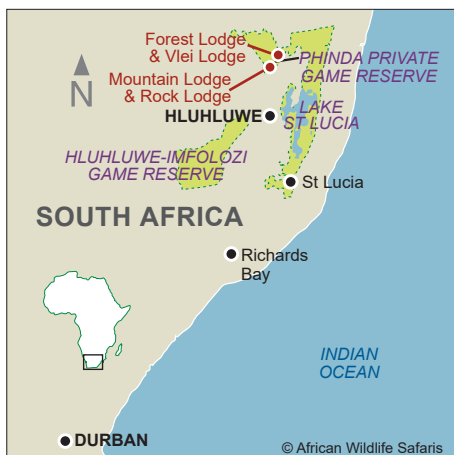 Forest Lodge
& Vlei Lodge
PHINDA PRIVATE
GAME RESERVE
Mountain Lodge
& Rock Lodge
N
HLUHLUWE
LAKE
ST LUCIA
HLUHLUWE-IMFOLOZI
GAME RESERVE
St Lucia
SOUTH AFRICA
Richards
Bay
INDIAN
OCEAN
DURBAN
© African Wildlife Safaris